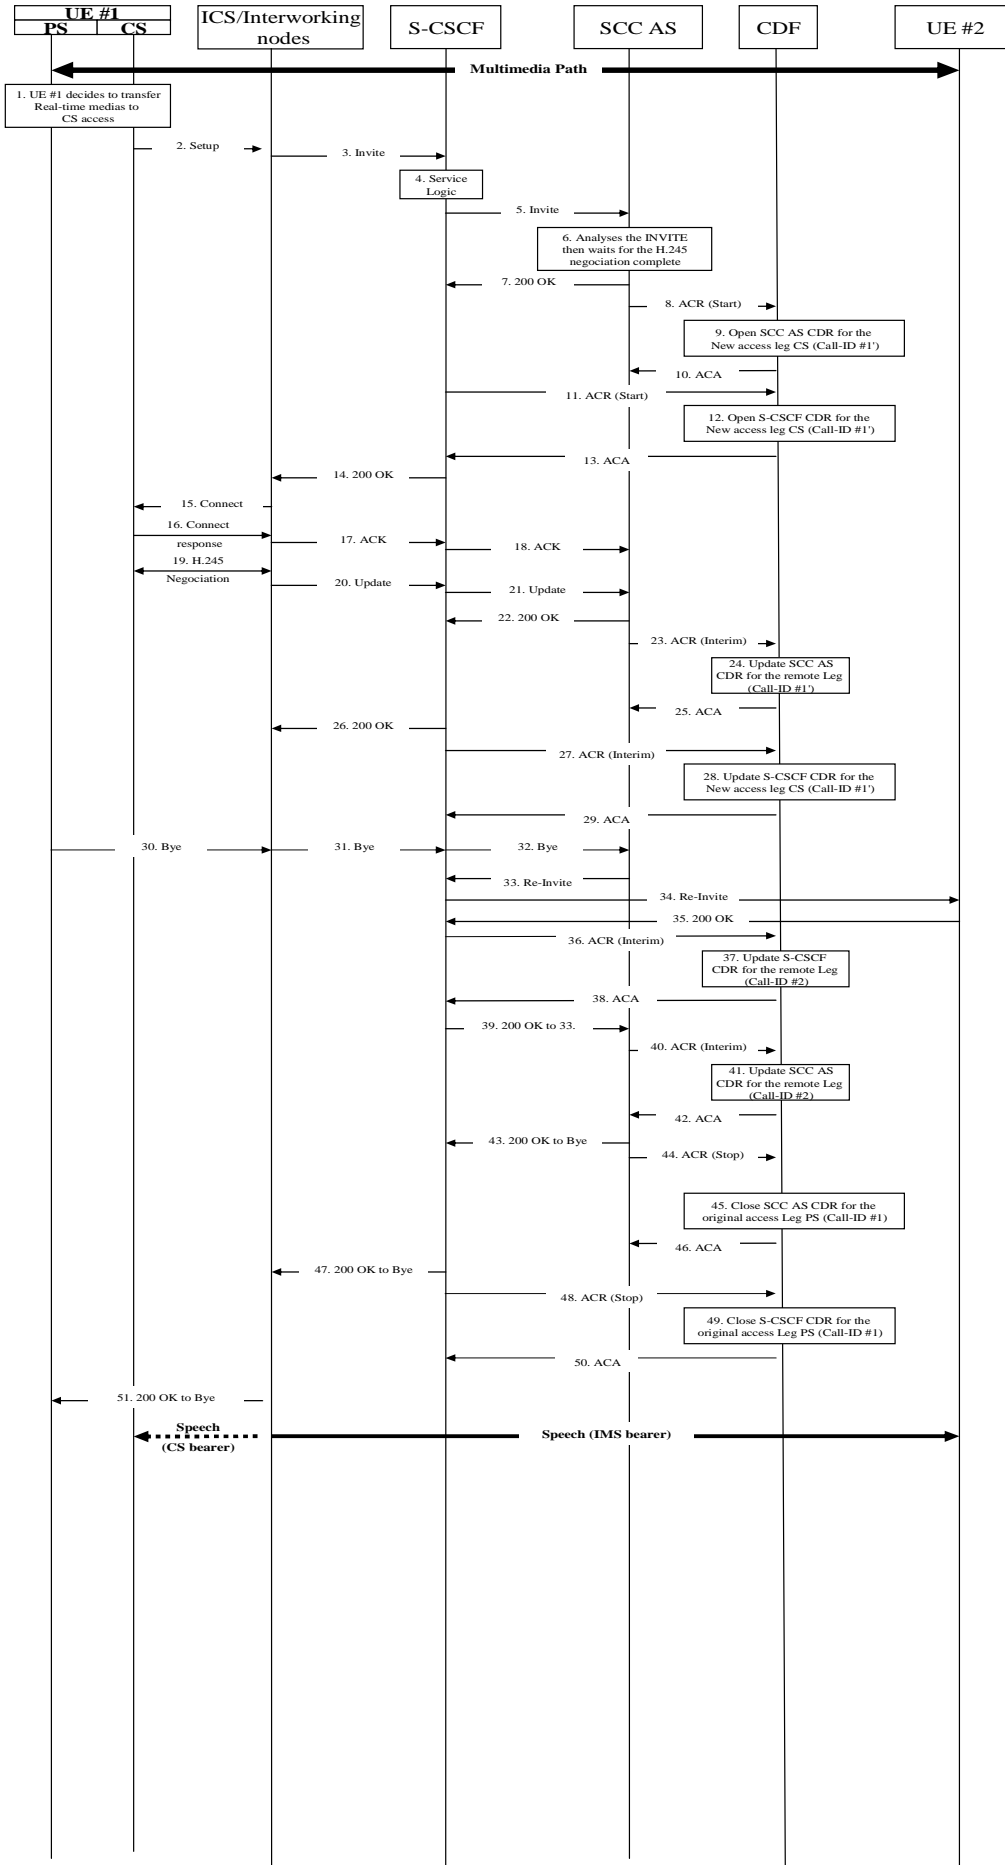 UE #1
PS CS
ICS/Interworking
nodes
S-CSCF
SCC AS
CDF
UE #2
Multimedia Path
1. UE #1 decides to transfer
Real-time medias to
CS access
2. Setup
3. Invite
4. Service
Logic
5. Invite
6. Analyses the INVITE
then waits for the H.245
negociation complete
7. 200 OK
8. ACR (Start)
9. Open SCC AS CDR for the
New access leg CS (Call-ID #1')
10. ACA
11. ACR (Start)
12. Open S-CSCF CDR for the
New access leg CS (Call-ID #1')
13. ACA
14. 200 OK
15. Connect
16. Connect
response
17. ACK
18. ACK
19. H.245
Negociation
20. Update
21. Update
22. 200 OK
23. ACR (Interim)
24. Update SCC AS
CDR for the remote Leg
(Call-ID #1')
25. ACA
26. 200 OK
27. ACR (Interim)
28. Update S-CSCF CDR for the
New access leg CS (Call-ID #1')
29. ACA
30. Bye
31. Bye
32. Bye
33. Re-Invite
34. Re-Invite
35. 200 OK
36. ACR (Interim)
37. Update S-CSCF
CDR for the remote Leg
(Call-ID #2)
38. ACA
39. 200 OK to 33.
40. ACR (Interim)
41. Update SCC AS
CDR for the remote Leg
(Call-ID #2)
42. ACA
43. 200 OK to Bye
44. ACR (Stop)
45. Close SCC AS CDR for the
original access Leg PS (Call-ID #1)
46. ACA
47. 200 OK to Bye
48. ACR (Stop)
49. Close S-CSCF CDR for the
original access Leg PS (Call-ID #1)
50. ACA
51. 200 OK to Bye
Speech
(CS bearer)
Speech (IMS bearer)